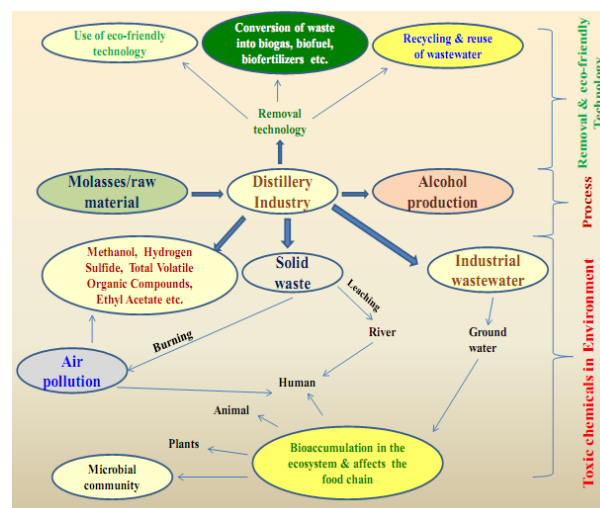 Use of eco-friendly
technology
Conversion of waste
into biogas, biofuel,
biofertilizers etc.
Recycling & reuse
of wastewater
Removal
technology
Removal & eco-friendly
Technology
Molasses/raw
material
Distillery
Industry
Alcohol
production
Process
Methanol, Hydrogen
Sulfide, Total Volatile
Organic Compounds,
Ethyl Acetate etc.
Solid
waste
Industrial
wastewater
Leaching
Burning
River
Ground
water
Air
pollution
Human
Animal
Plants
Microbial
community
Bioaccumulation in the
ecosystem & affects the
food chain
Toxic chemicals in Environment